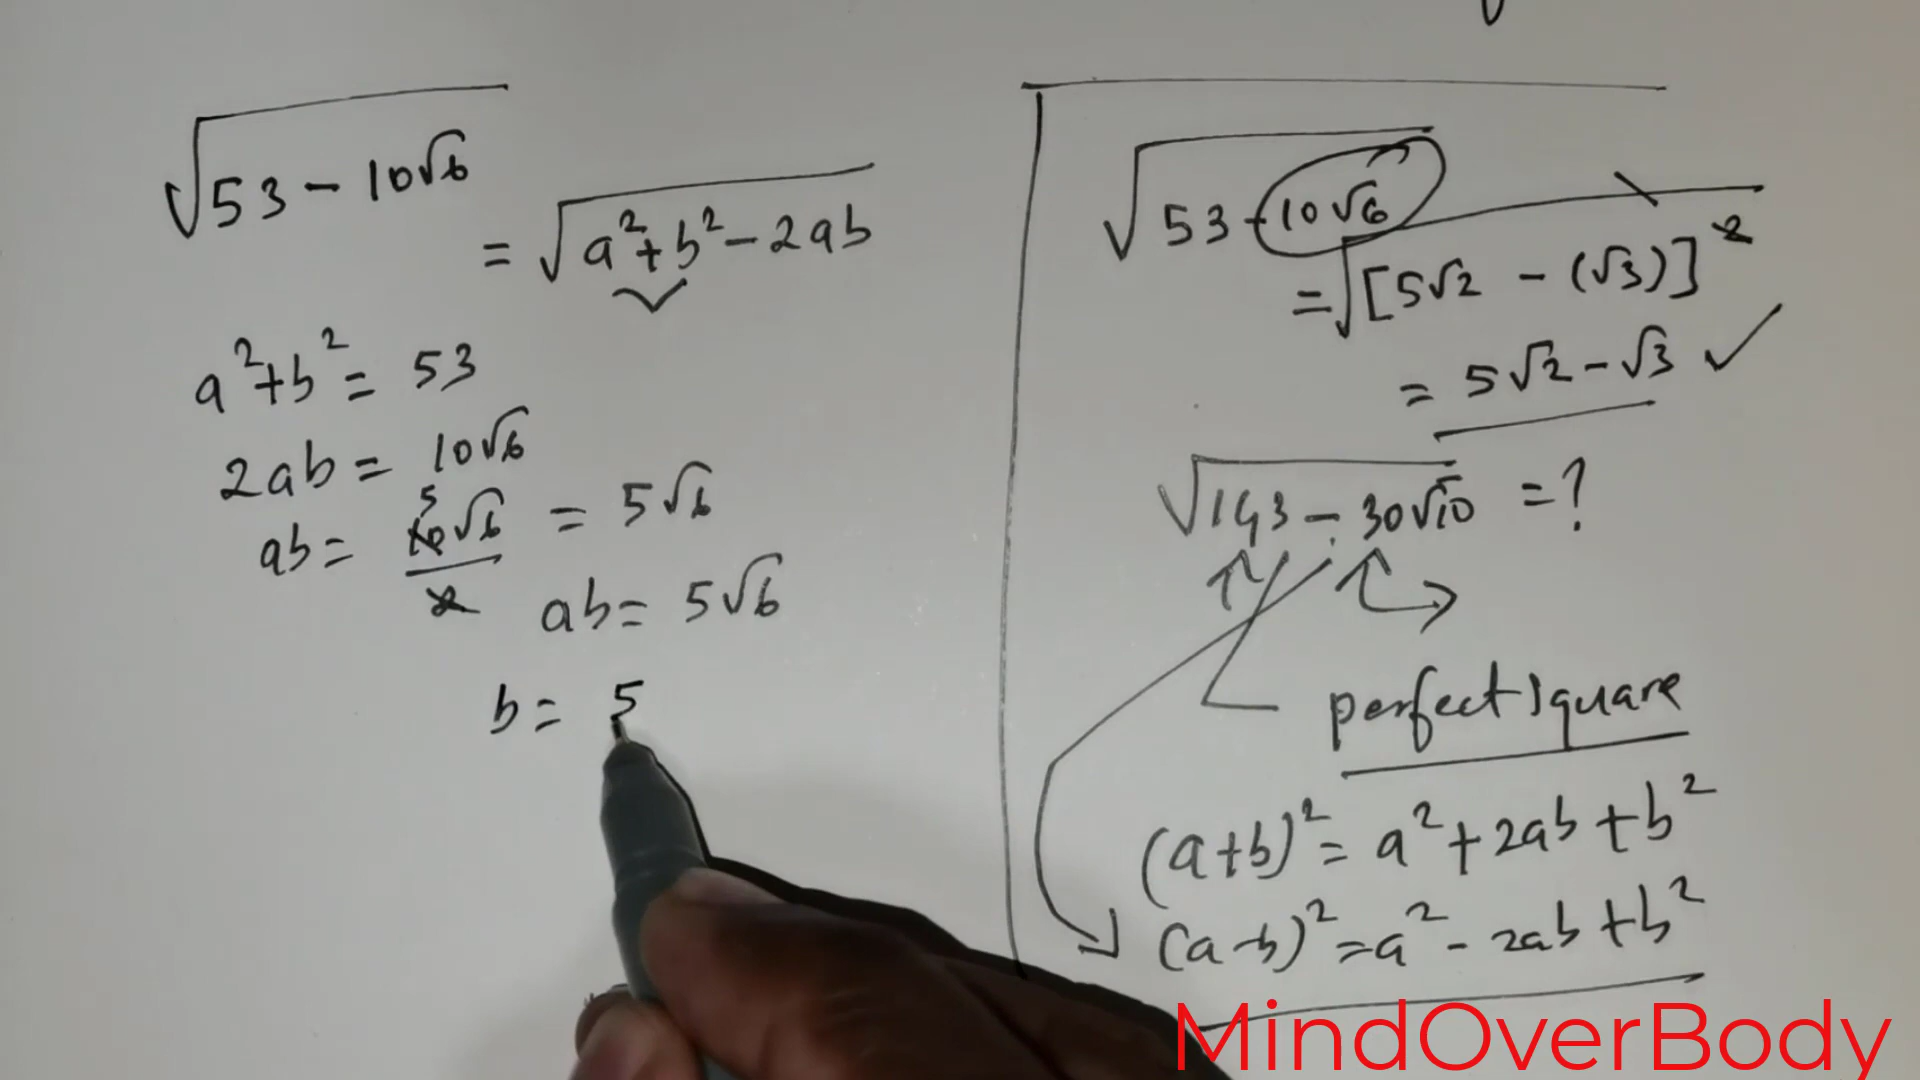 √53 - 10√6
= √a²+b²-2ab
a²+b² = 53
2ab = 10√6
ab = 5 10√6 / 2 = 5√6
ab = 5√6
b = 5
√53 - 10√6
= √[5√2 - (√3)]²
= 5√2 - √3 ✓
√143 - 30√10 = ?
perfect square
(a+b)² = a² + 2ab + b²
(a-b)² = a² - 2ab + b²
MindOverBody